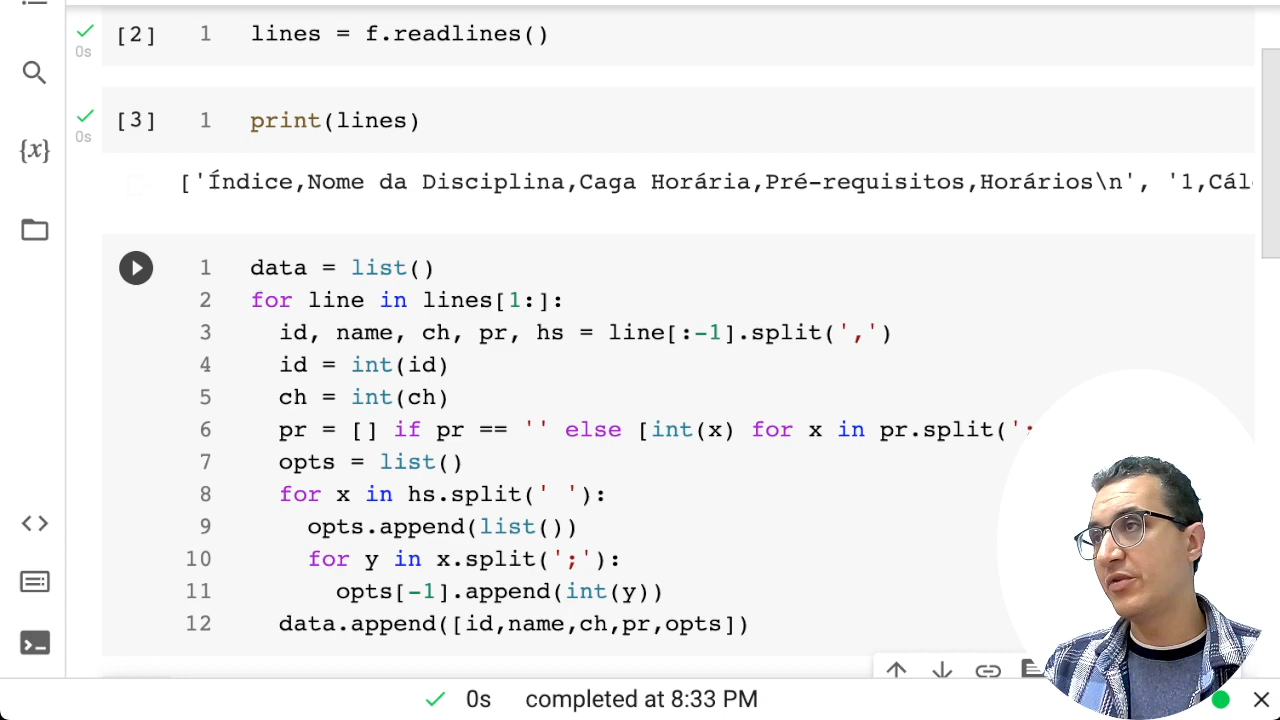 [2] 1 lines = f.readlines()
0s
[3] 1 print(lines)
0s
['Índice,Nome da Disciplina,Caga Horária,Pré-requisitos,Horários\n', '1,Cál
{x}
1 data = list()
2 for line in lines[1:]:
3 id, name, ch, pr, hs = line[:-1].split(',')
4 id = int(id)
5 ch = int(ch)
6 pr = [] if pr == '' else [int(x) for x in pr.split('
7 opts = list()
8 for x in hs.split(' '):
9 opts.append(list())
10 for y in x.split(';'):
11 opts[-1].append(int(y))
12 data.append([id,name,ch,pr,opts])
0s completed at 8:33 PM